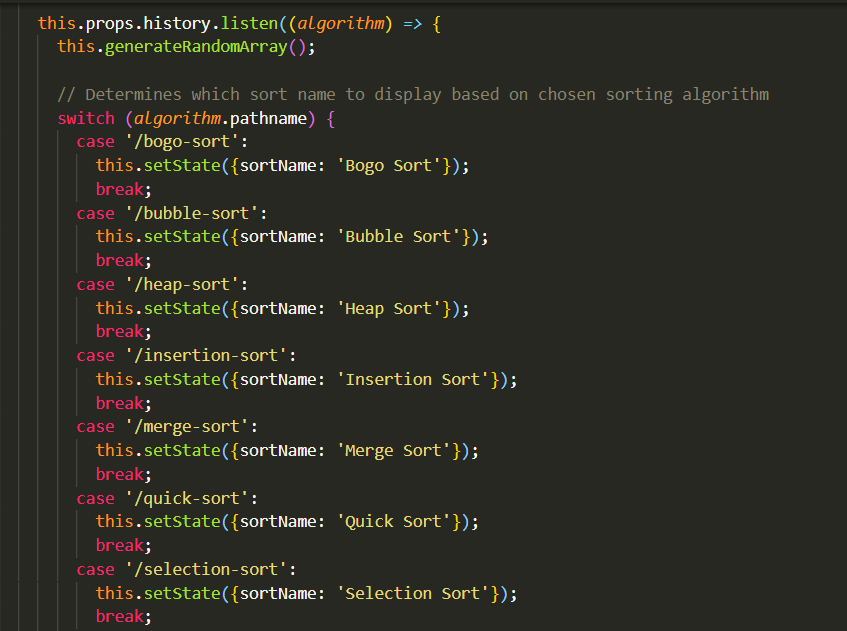 this.props.history.listen((algorithm) => {
this.generateRandomArray();
// Determines which sort name to display based on chosen sorting algorithm
switch (algorithm.pathname) {
case '/bogo-sort':
this.setState({sortName: 'Bogo Sort'});
break;
case '/bubble-sort':
this.setState({sortName: 'Bubble Sort'});
break;
case '/heap-sort':
this.setState({sortName: 'Heap Sort'});
break;
case '/insertion-sort':
this.setState({sortName: 'Insertion Sort'});
break;
case '/merge-sort':
this.setState({sortName: 'Merge Sort'});
break;
case '/quick-sort':
this.setState({sortName: 'Quick Sort'});
break;
case '/selection-sort':
this.setState({sortName: 'Selection Sort'});
break;